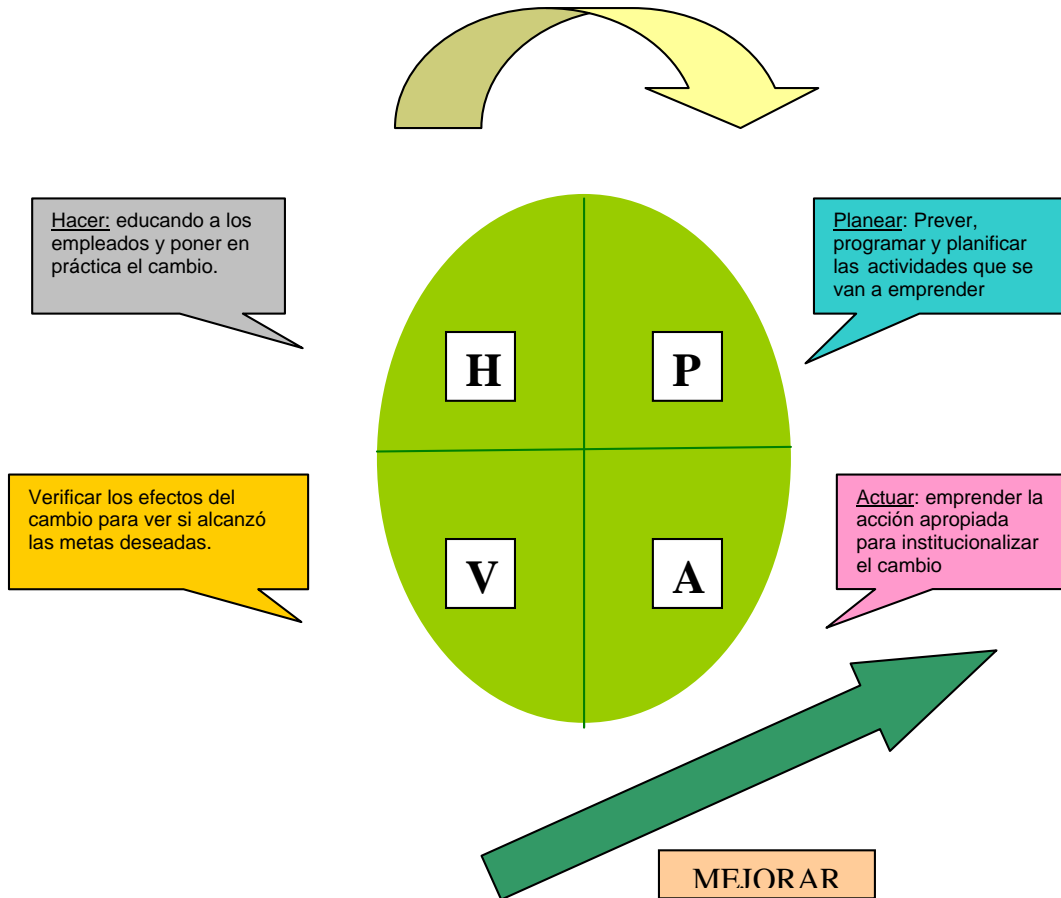 Hacer: educando a los
empleados y poner en
práctica el cambio.
Planear: Prever,
programar y planificar
las actividades que se
van a emprender
H
P
Verificar los efectos del
cambio para ver si alcanzó
las metas deseadas.
Actuar: emprender la
acción apropiada
para institucionalizar
el cambio
V
A
MEJORAR